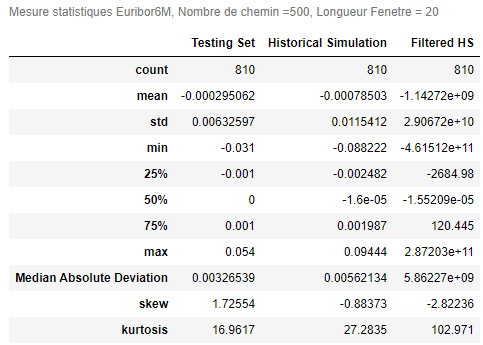 Mesure statistiques Euribor6M, Nombre de chemin =500, Longueur Fenetre = 20
Testing Set Historical Simulation Filtered HS
count 810 810 810
mean -0.000295062 -0.00078503 -1.14272e+09
std 0.00632597 0.0115412 2.90672e+10
min -0.031 -0.088222 -4.61512e+11
25% -0.001 -0.002482 -2684.98
50% 0 -1.6e-05 -1.55209e-05
75% 0.001 0.001987 120.445
max 0.054 0.09444 2.87203e+11
Median Absolute Deviation 0.00326539 0.00562134 5.86227e+09
skew 1.72554 -0.88373 -2.82236
kurtosis 16.9617 27.2835 102.971